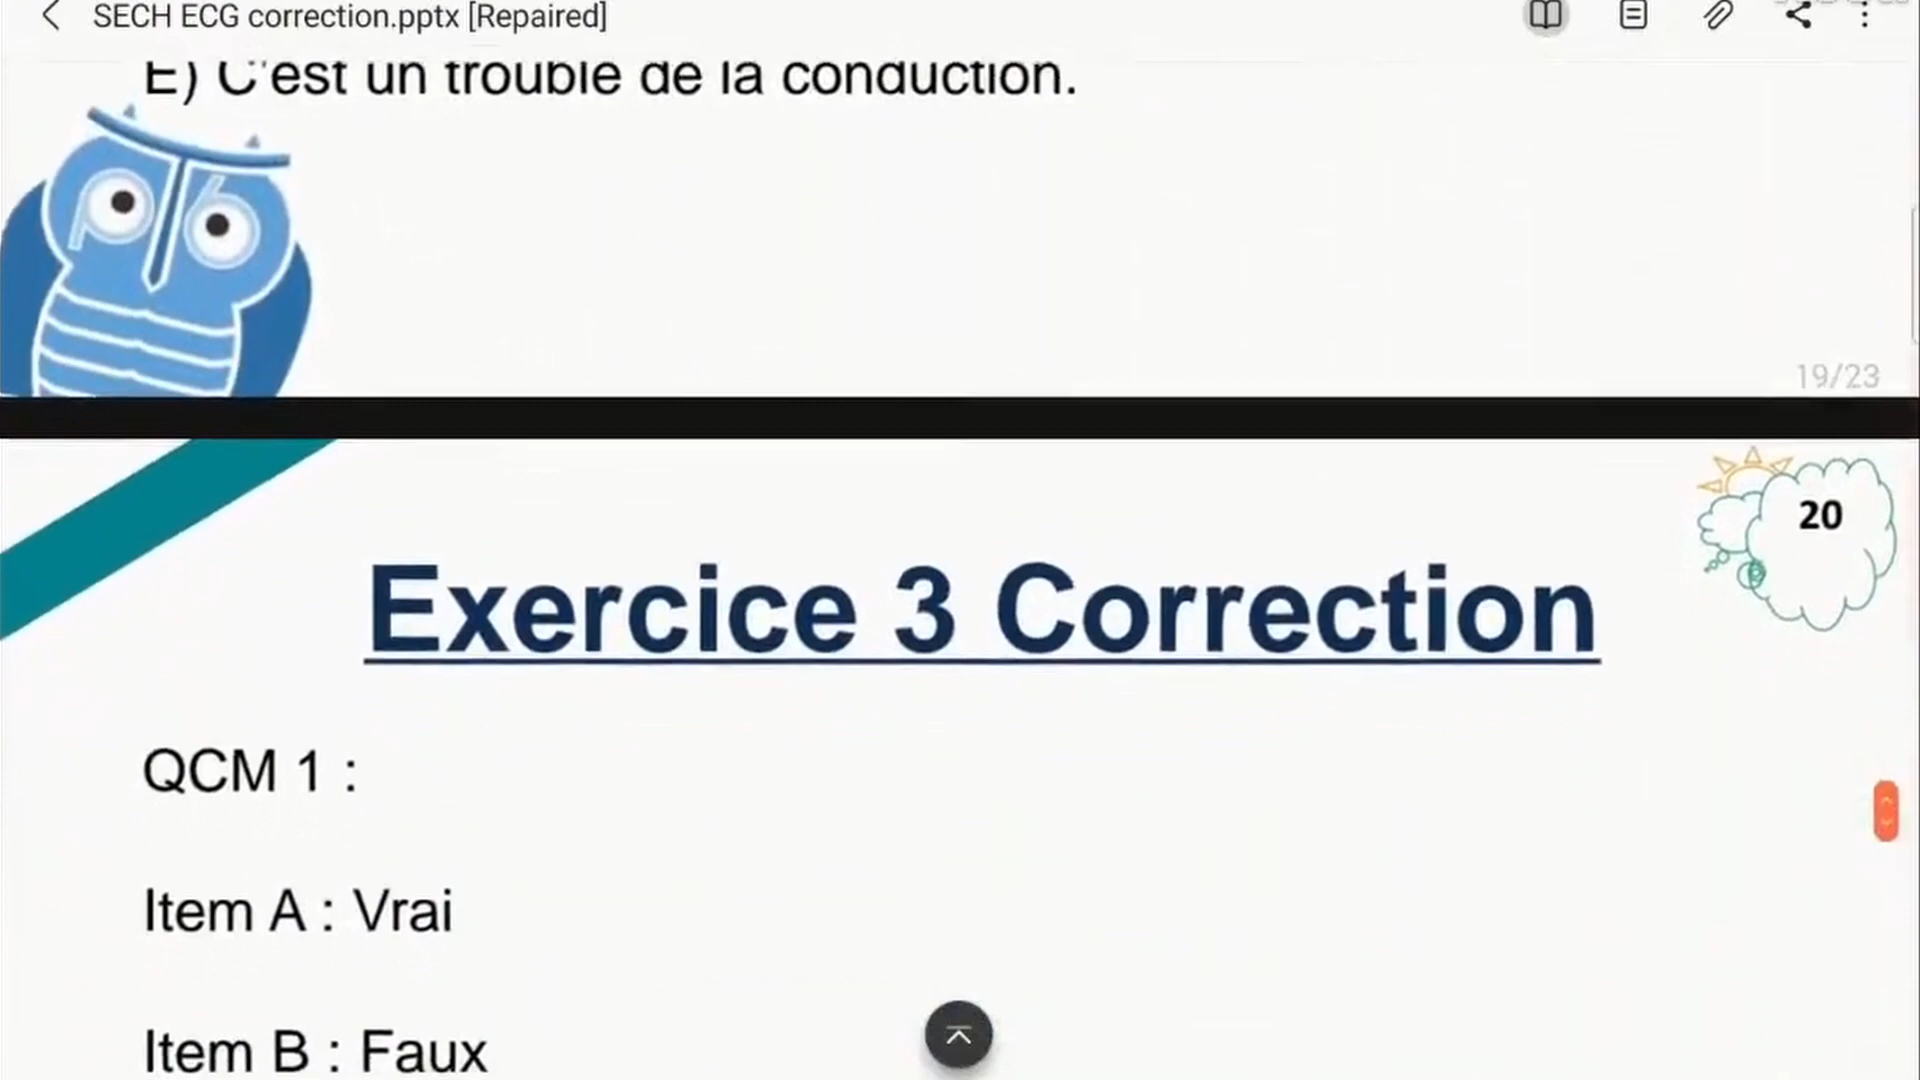 SECH ECG correction.pptx [Repaired]
E) C'est un trouble de la conduction.
19/23
20
Exercice 3 Correction
QCM 1 :
Item A : Vrai
Item B : Faux